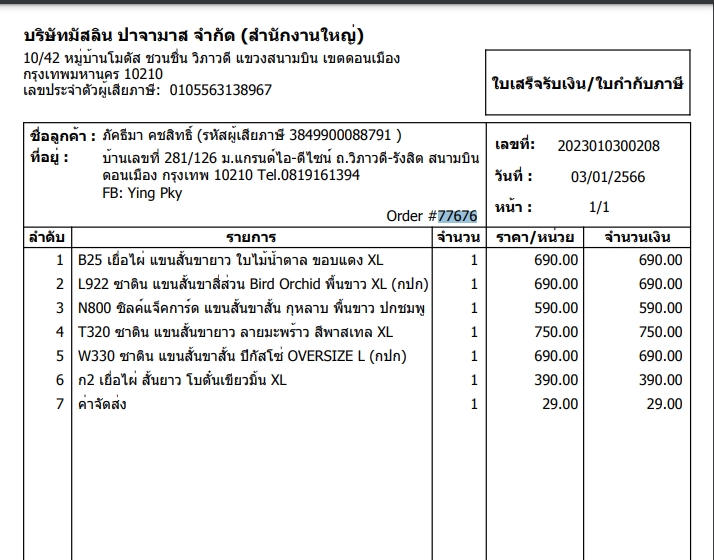 บริษัทมัสลิน ปาจามาส จำกัด (สำนักงานใหญ่)
10/42 หมู่บ้านโมดัส ชวนชื่น วิภาวดี แขวงสนามบิน เขตดอนเมือง
กรุงเทพมหานคร 10210
เลขประจำตัวผู้เสียภาษี: 0105563138967
ใบเสร็จรับเงิน/ใบกำกับภาษี
ชื่อลูกค้า : ภัคธีมา คชสิทธิ์ (รหัสผู้เสียภาษี 3849900088791 )
ที่อยู่ : บ้านเลขที่ 281/126 ม.แกรนด์ไอ-ดีไซน์ ถ.วิภาวดี-รังสิต สนามบิน
ดอนเมือง กรุงเทพ 10210 Tel.0819161394
FB: Ying Pky
Order #77676
เลขที่: 2023010300208
วันที่ : 03/01/2566
หน้า : 1/1
ลำดับ รายการ จำนวน ราคา/หน่วย จำนวนเงิน
1 B25 เยื่อไผ่ แขนสั้นขายาว ใบไม้น้ำตาล ขอบแดง XL 1 690.00 690.00
2 L922 ซาติน แขนสั้นขาสี่ส่วน Bird Orchid พื้นขาว XL (กปก) 1 690.00 690.00
3 N800 ซิลค์แจ็คการ์ด แขนสั้นขาสั้น กุหลาบ พื้นขาว ปกชมพู 1 590.00 590.00
4 T320 ซาติน แขนสั้นขายาว ลายมะพร้าว สีพาสเทล XL 1 750.00 750.00
5 W330 ซาติน แขนสั้นขาสั้น ปิกัสโซ่ OVERSIZE L (กปก) 1 690.00 690.00
6 ก2 เยื่อไผ่ สั้นยาว โบตั๋นเขียวมิ้น XL 1 390.00 390.00
7 ค่าจัดส่ง 1 29.00 29.00